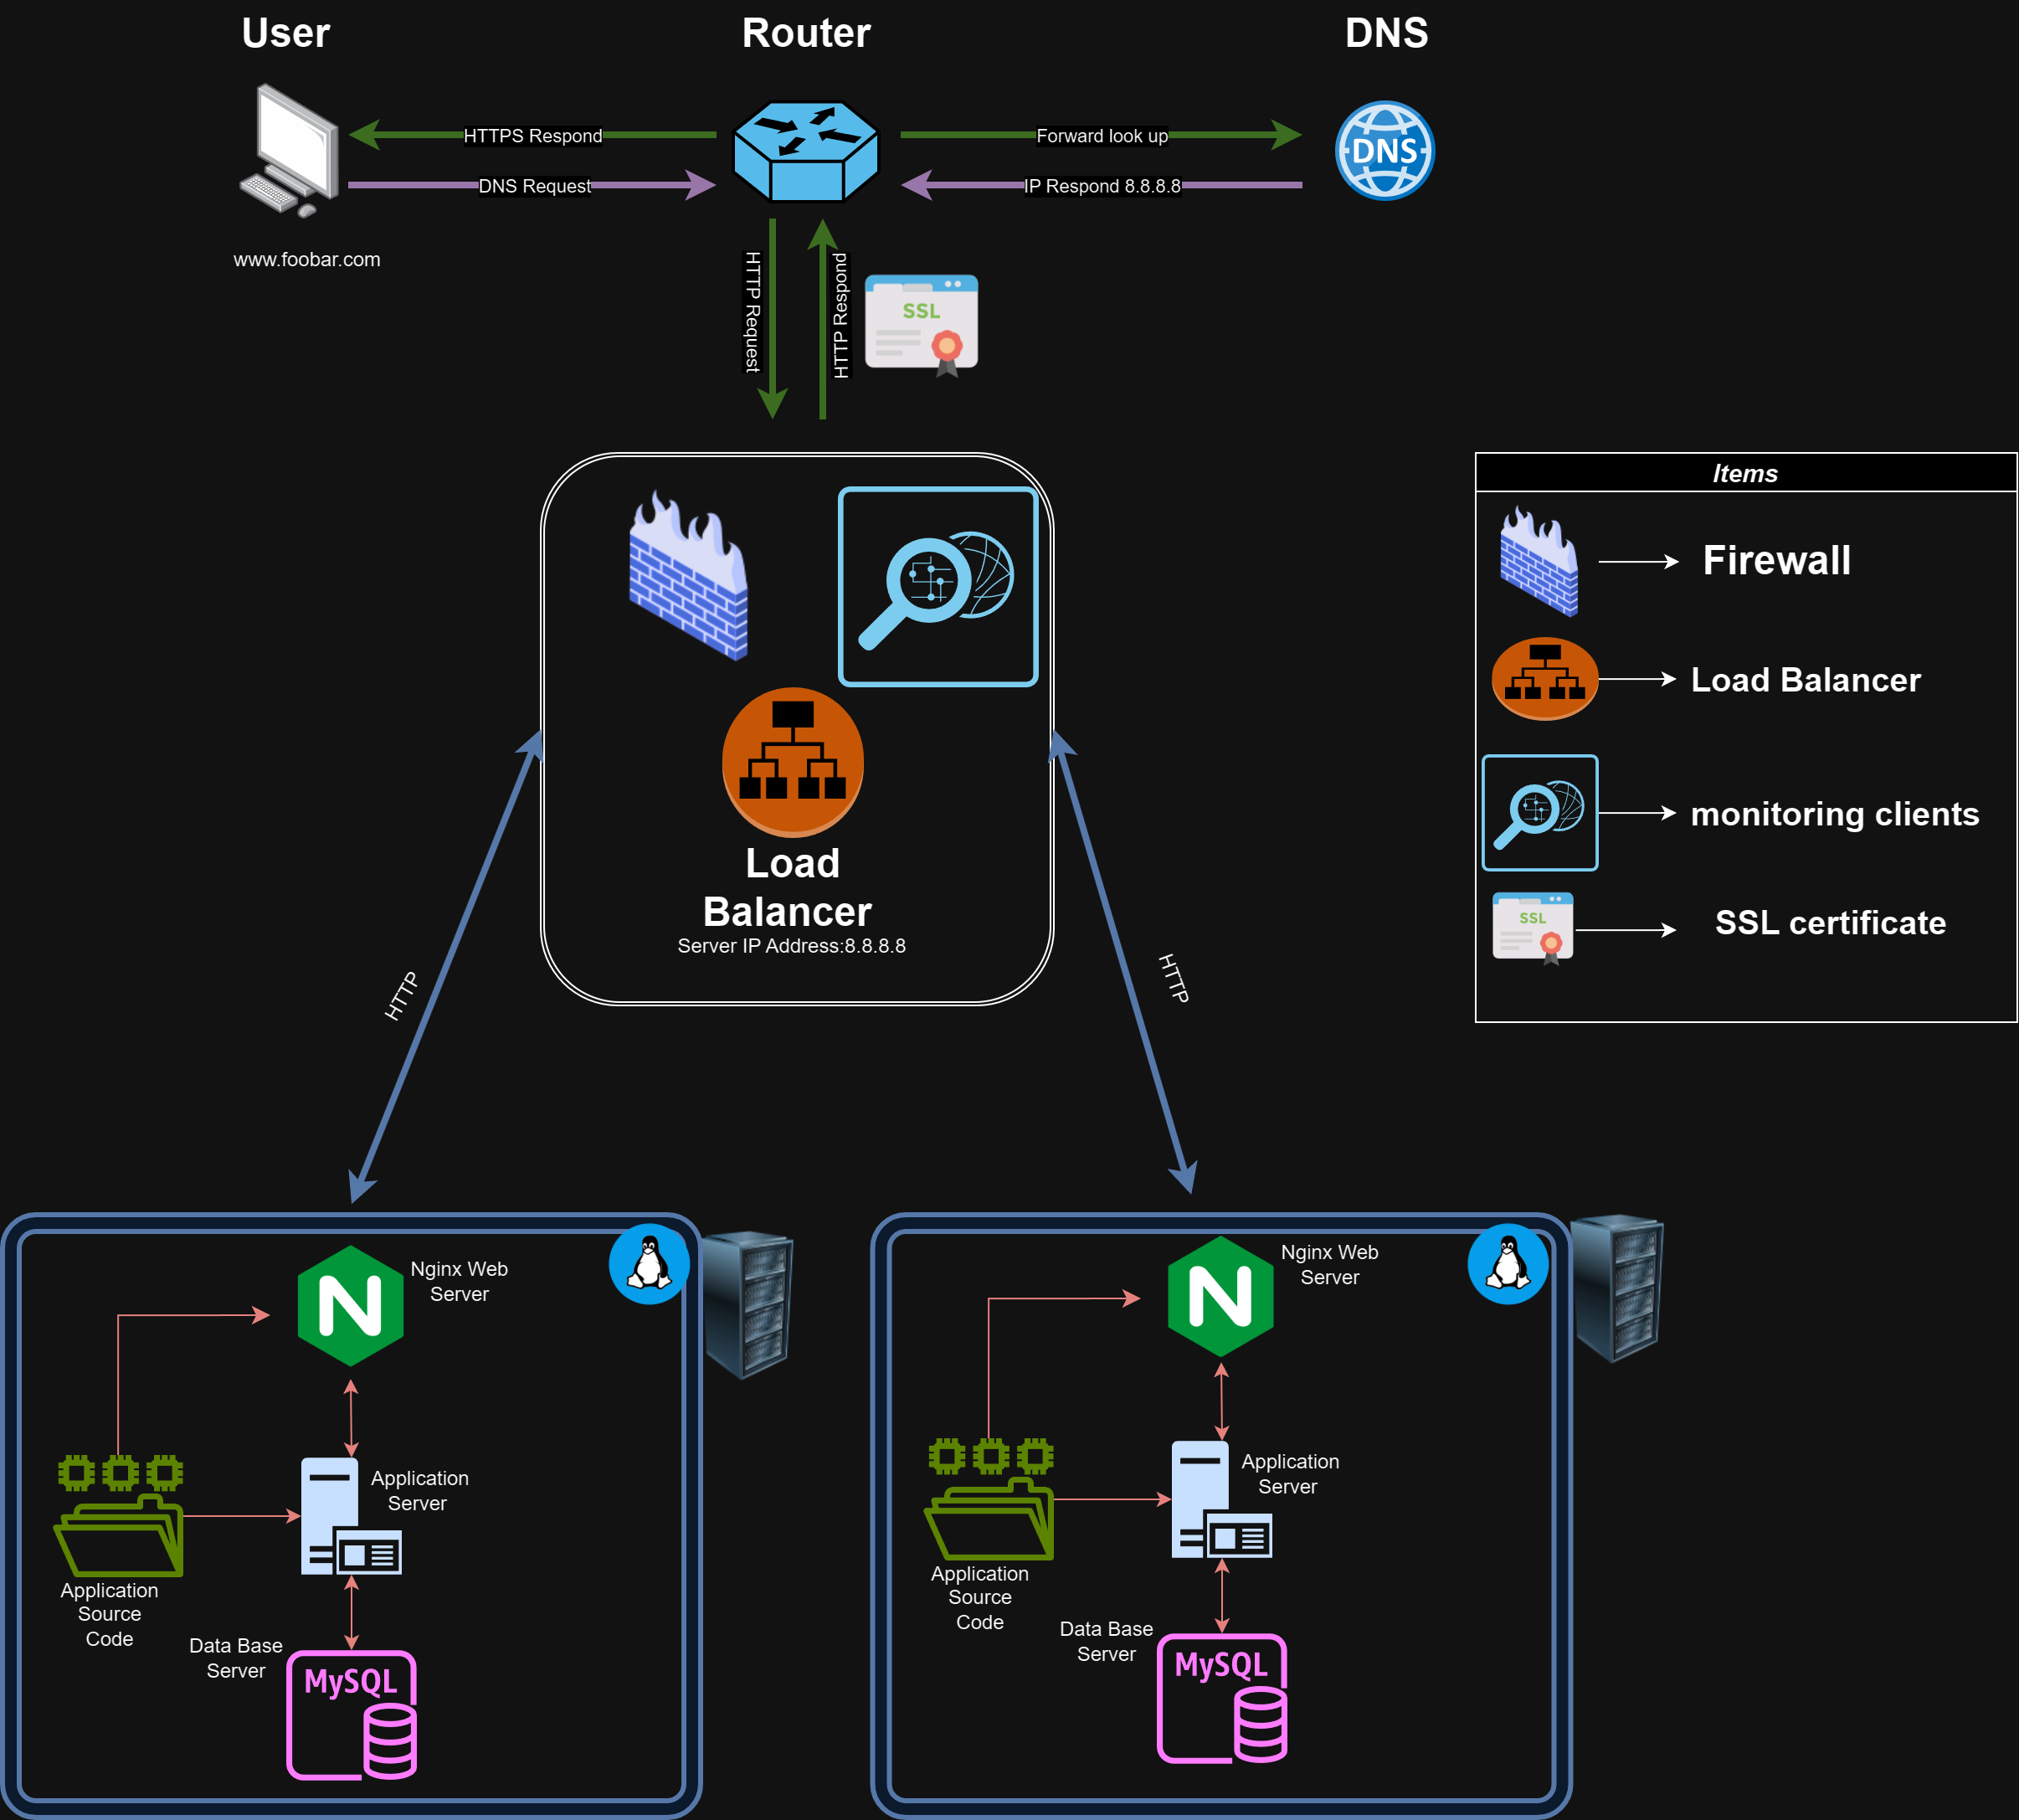 User
Router
DNS
HTTPS Respond
Forward look up
DNS
DNS Request
IP Respond 8.8.8.8
www.foobar.com
HTTP Request
HTTP Respond
SSL
Items
Firewall
Load Balancer
monitoring clients
SSL
SSL certificate
Load
Balancer
Server IP Address:8.8.8.8
HTTP
HTTP
Nginx Web
Server
N
Application
Server
Application
Source
Code
Data Base
Server
MySQL
Nginx Web
Server
N
Application
Server
Application
Source
Code
Data Base
Server
MySQL